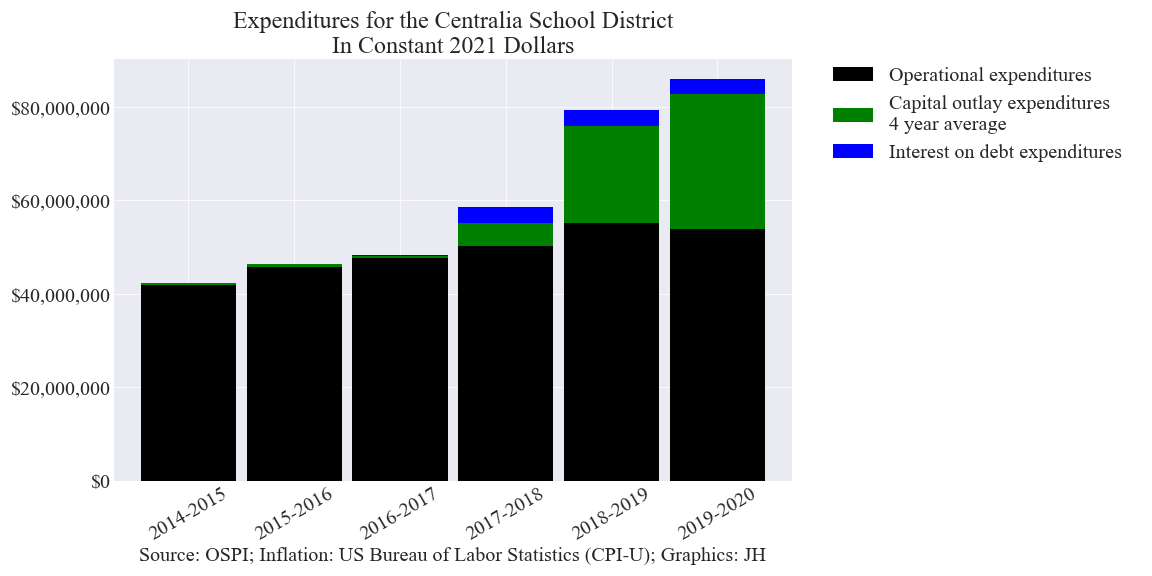 Expenditures for the Centralia School District
In Constant 2021 Dollars
$80,000,000
$60,000,000
$40,000,000
$20,000,000
$0
2014-2015
2015-2016
2016-2017
2017-2018
2018-2019
2019-2020
Source: OSPI; Inflation: US Bureau of Labor Statistics (CPI-U); Graphics: JH
Operational expenditures
Capital outlay expenditures
4 year average
Interest on debt expenditures